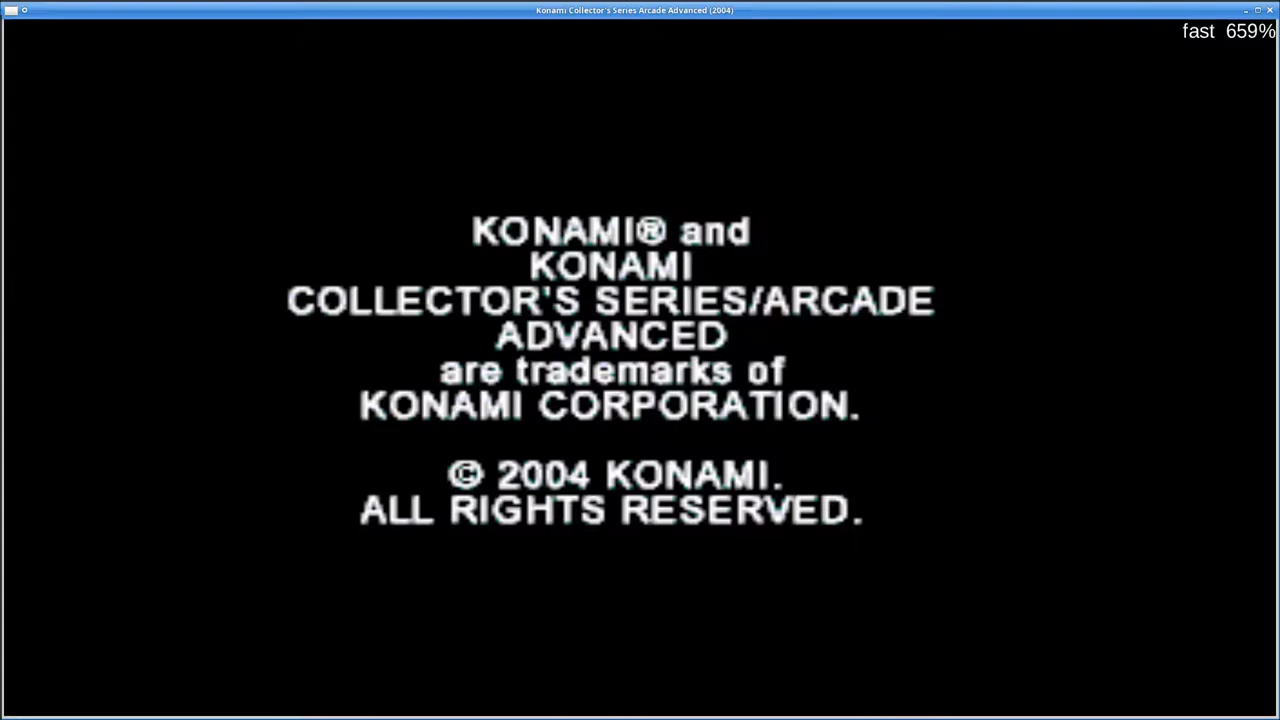 Konami Collector's Series Arcade Advanced (2004)
fast 659%
KONAMI® and
KONAMI
COLLECTOR'S SERIES/ARCADE
ADVANCED
are trademarks of
KONAMI CORPORATION.
© 2004 KONAMI.
ALL RIGHTS RESERVED.